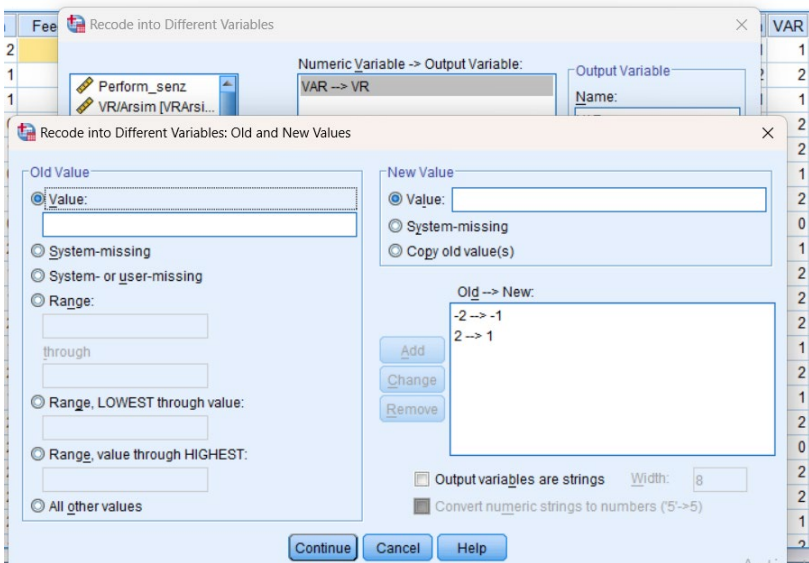 Fee
Recode into Different Variables
VAR
2
1
1
Perform_senz
VR/Arsim [VRArsi...
Numeric Variable -> Output Variable:
VAR --> VR
Output Variable
Name:
1
2
1
Recode into Different Variables: Old and New Values
Old Value
Value:
System-missing
System- or user-missing
Range:
through
Range, LOWEST through value:
Range, value through HIGHEST:
All other values
New Value
Value:
System-missing
Copy old value(s)
Old --> New:
-2 --> -1
2 --> 1
Add
Change
Remove
Output variables are strings
Width:
8
Convert numeric strings to numbers ('5'->5)
Continue
Cancel
Help
2
2
1
2
0
1
2
2
2
1
2
1
2
0
2
2
1
2